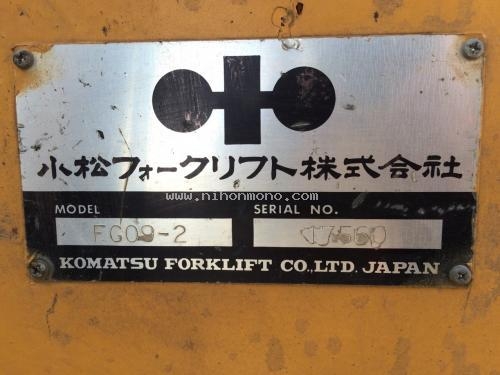 小松フォークリフト株式会社
www.nihonmono.com
MODEL SERIAL NO.
FG09-2
KOMATSU FORKLIFT CO.,LTD. JAPAN